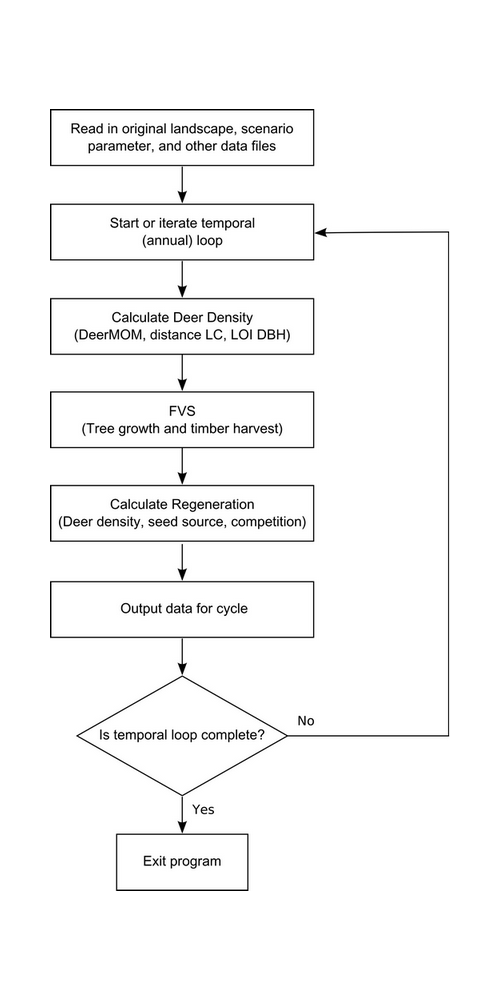 Read in original landscape, scenario
parameter, and other data files
Start or iterate temporal
(annual) loop
Calculate Deer Density
(DeerMOM, distance LC, LOI DBH)
FVS
(Tree growth and timber harvest)
Calculate Regeneration
(Deer density, seed source, competition)
Output data for cycle
Is temporal loop complete?
No
Yes
Exit program